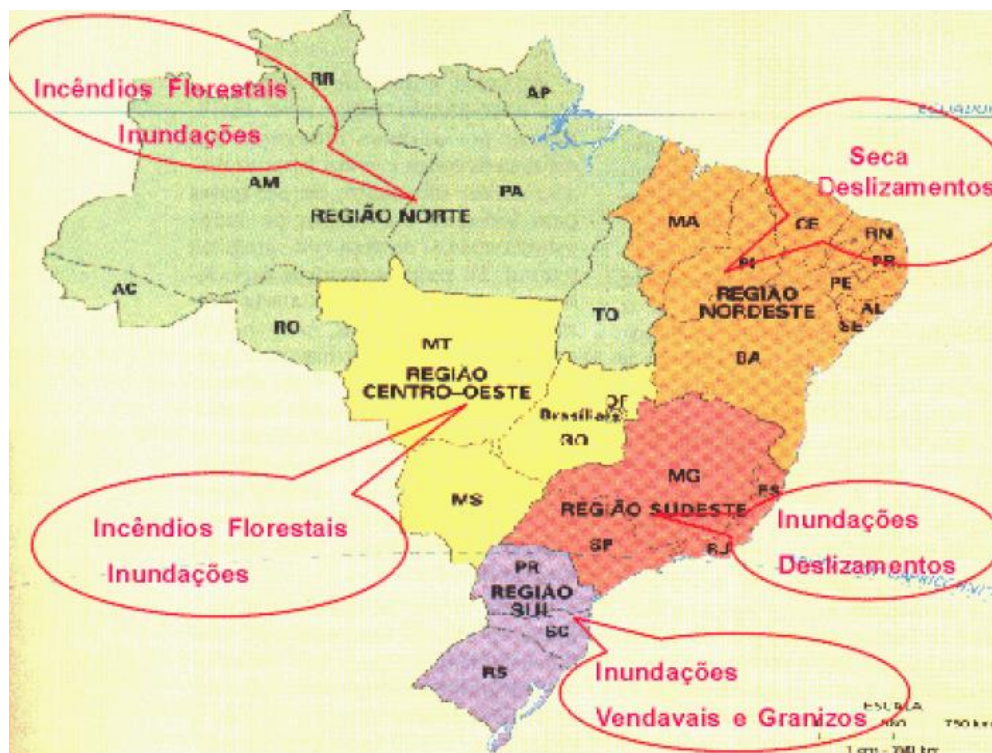 Incêndios Florestais
Inundações
RR
AP
AM
PA
REGIÃO NORTE
AC
RO
TO
Seca
Deslizamentos
MA
CE
RN
PB
PI
PE
AL
SE
REGIÃO
NORDESTE
BA
MT
REGIÃO
CENTRO-OESTE
DF
Brasília
GO
MS
Incêndios Florestais
Inundações
MG
ES
REGIÃO SUDESTE
SP
RJ
Inundações
Deslizamentos
PR
REGIÃO
SUL
SC
RS
Inundações
Vendavais e Granizos
ESCALA
750 km